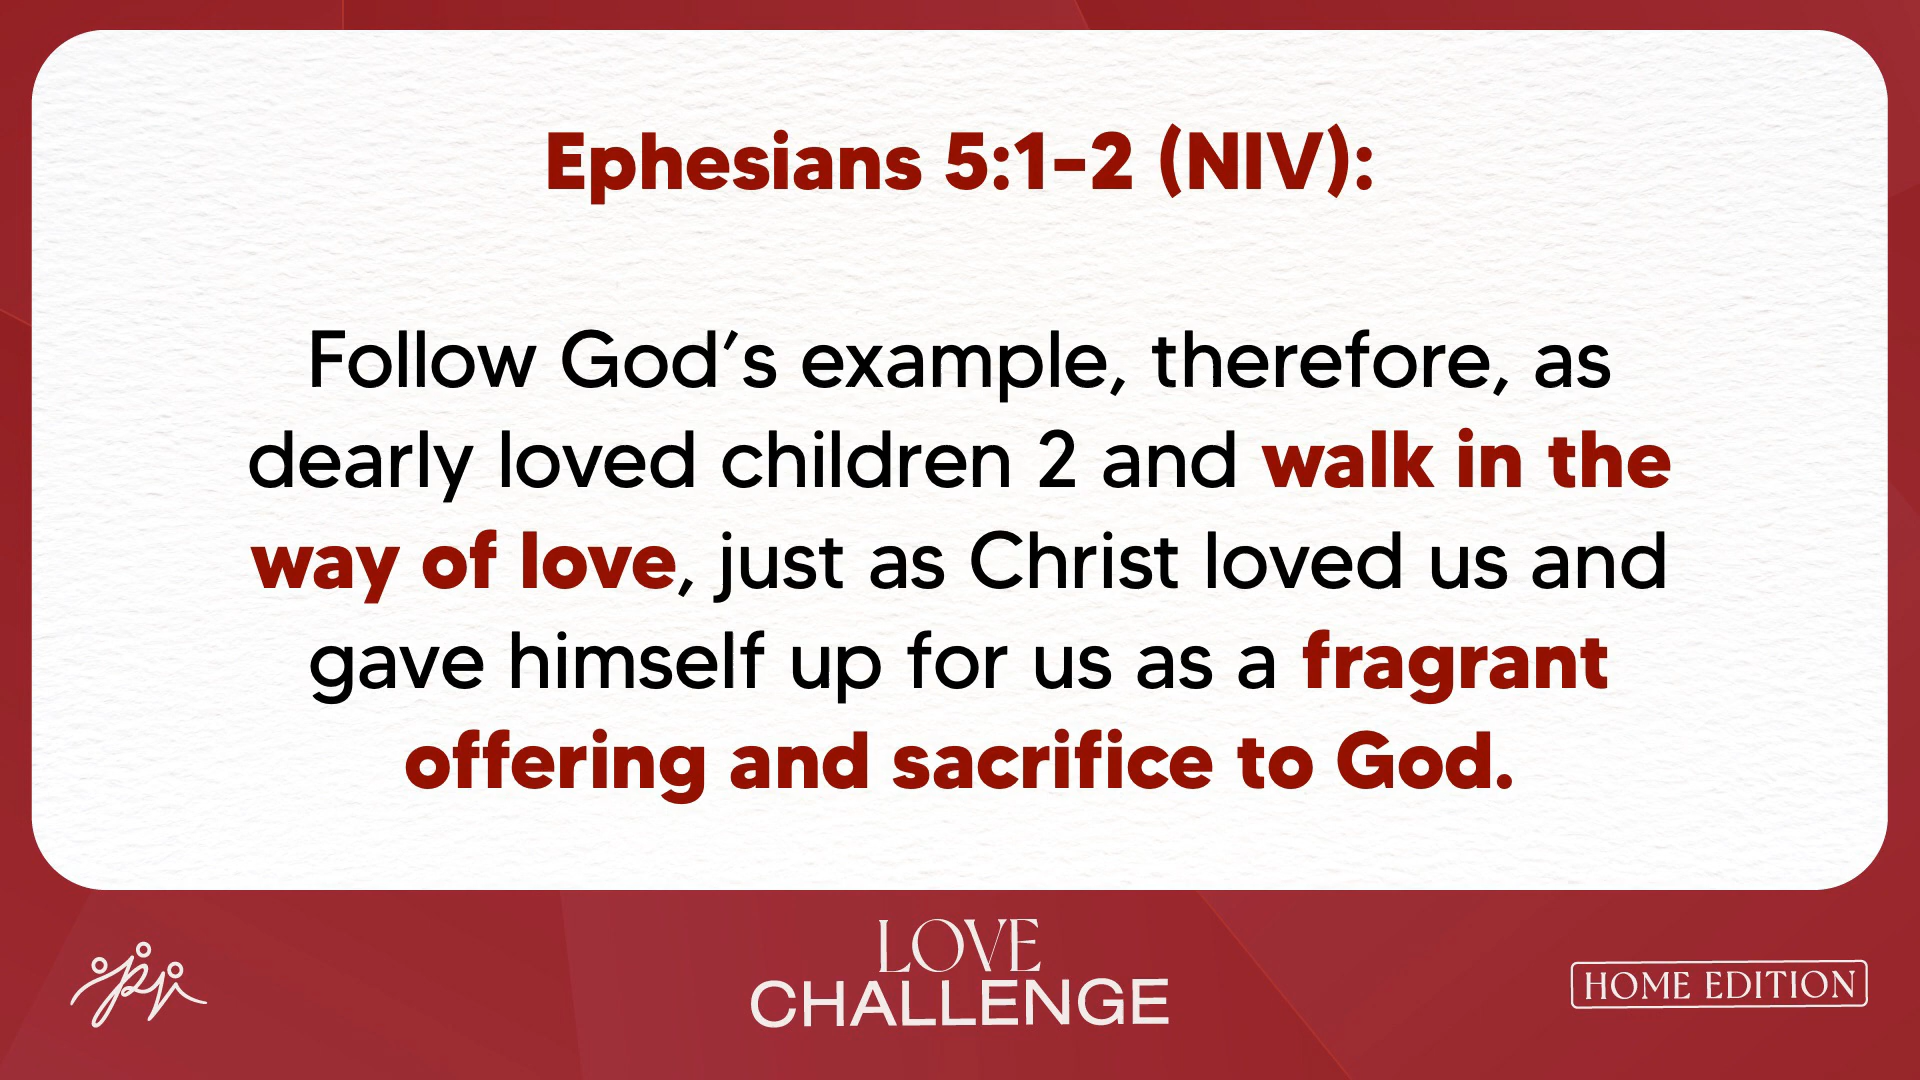 Ephesians 5:1-2 (NIV):
Follow God’s example, therefore, as
dearly loved children 2 and walk in the
way of love, just as Christ loved us and
gave himself up for us as a fragrant
offering and sacrifice to God.
LOVE
CHALLENGE
HOME EDITION